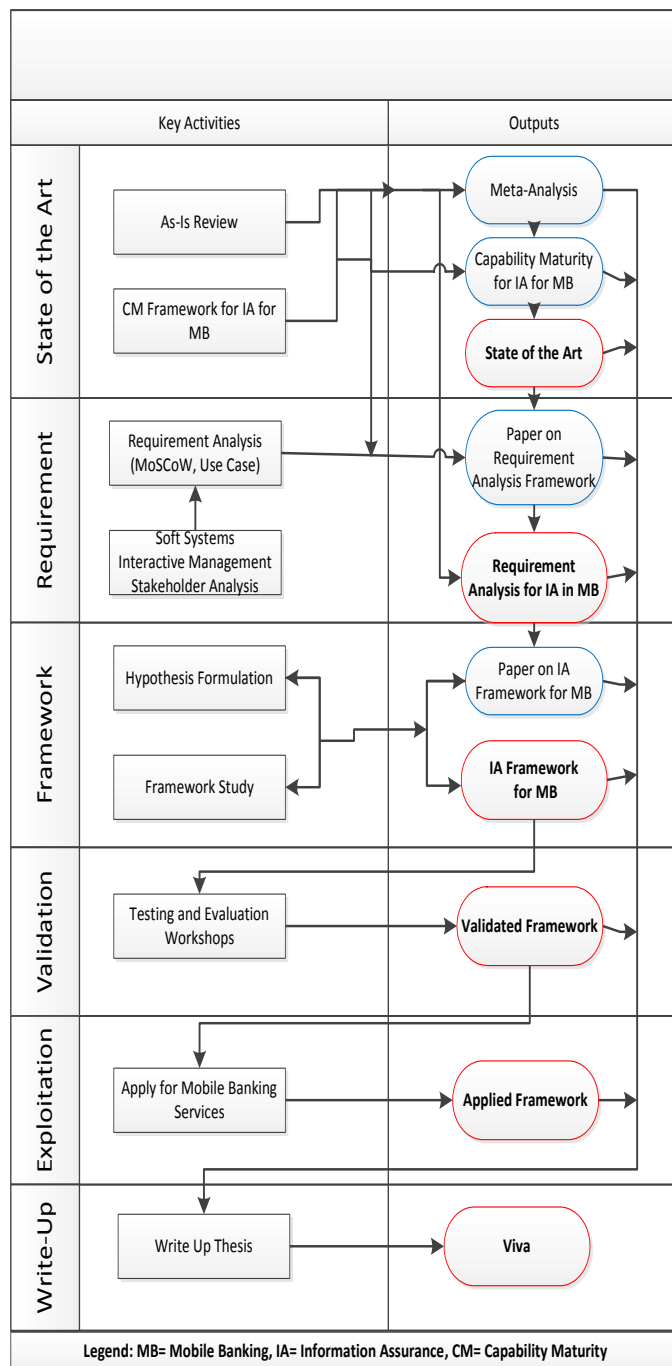 Key Activities
Outputs
State of the Art
As-Is Review
CM Framework for IA for
MB
Meta-Analysis
Capability Maturity
for IA for MB
State of the Art
Requirement
Requirement Analysis
(MoSCoW, Use Case)
Soft Systems
Interactive Management
Stakeholder Analysis
Paper on
Requirement
Analysis Framework
Requirement
Analysis for IA in MB
Framework
Hypothesis Formulation
Framework Study
Paper on IA
Framework for MB
IA Framework
for MB
Validation
Testing and Evaluation
Workshops
Validated Framework
Exploitation
Apply for Mobile Banking
Services
Applied Framework
Write-Up
Write Up Thesis
Viva
Legend: MB= Mobile Banking, IA= Information Assurance, CM= Capability Maturity